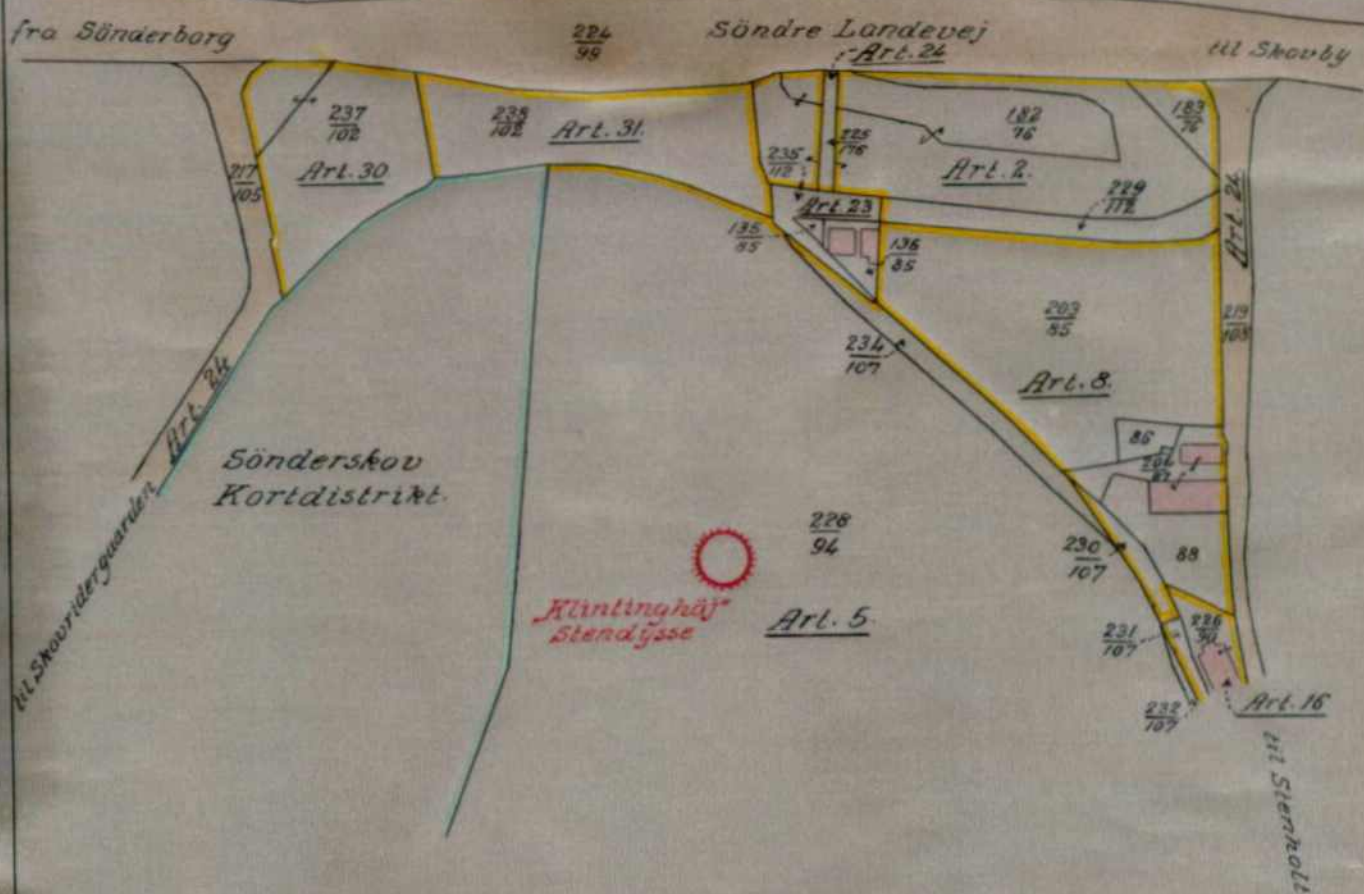 fra Sönderborg
224
99
Söndre Landevej
Art. 24
til Skovby
237
102
238
102
Art. 31.
225
76
182
76
183
76
217
105
Art. 30
235
112
Art. 2.
229
112
Art. 24
Art. 23
135
85
136
85
203
85
219
108
234
107
Art. 8.
Art. 24
Sönderskov
Kortdistrikt.
86
228
94
230
107
88
til Skovridergaarden
„Klintinghöj"
Stendysse
Art. 5.
231
107
226
90
232
107
Art. 16
til Stenholt